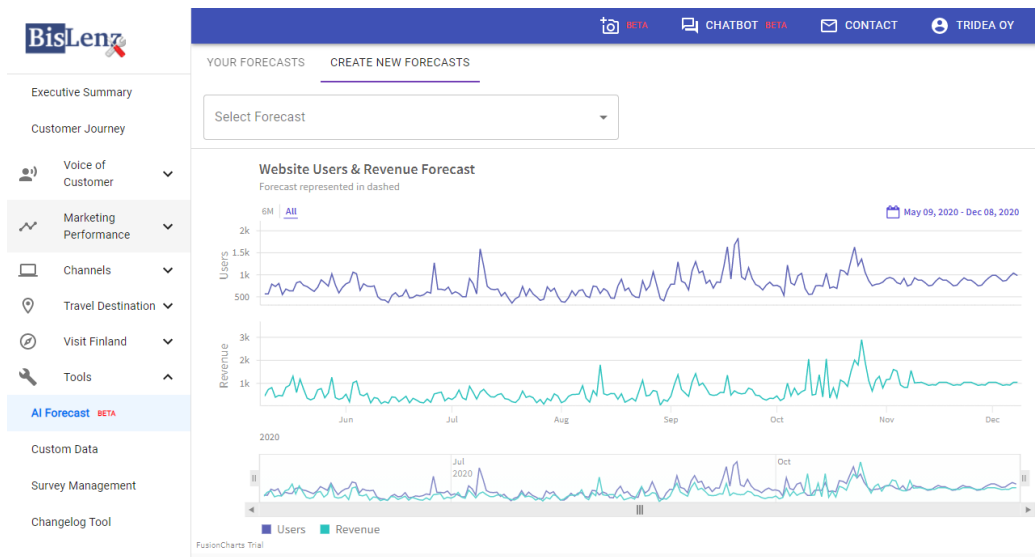 BisLenz
BETA
CHATBOT BETA
CONTACT
TRIDEA OY
YOUR FORECASTS
CREATE NEW FORECASTS
Select Forecast
Executive Summary
Customer Journey
Voice of
Customer
Marketing
Performance
Channels
Travel Destination
Visit Finland
Tools
AI Forecast BETA
Custom Data
Survey Management
Changelog Tool
Website Users & Revenue Forecast
Forecast represented in dashed
6M All
May 09, 2020 - Dec 08, 2020
Users
2k
1.5k
1k
500
Revenue
3k
2k
1k
Jun Jul Aug Sep Oct Nov Dec
2020
Jul
2020
Oct
Users Revenue
FusionCharts Trial